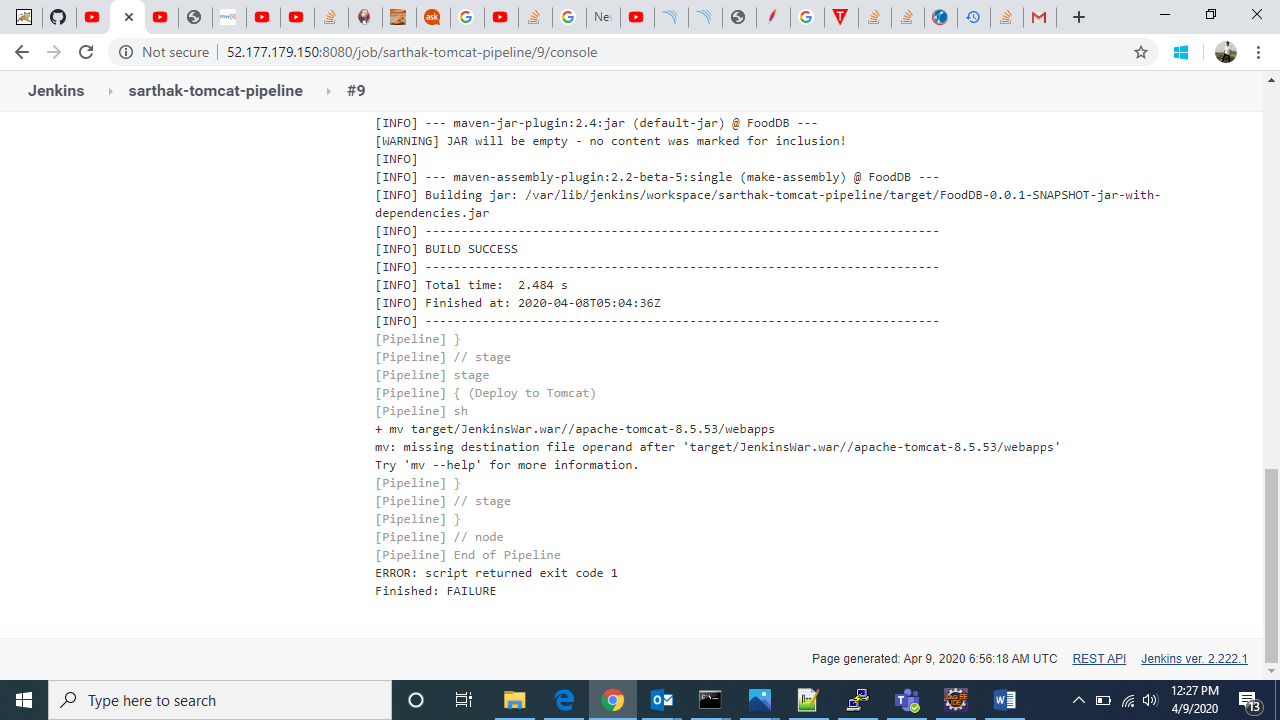 mw(i)
ask
Nev
Not secure
52.177.179.150:8080/job/sarthak-tomcat-pipeline/9/console
Jenkins
sarthak-tomcat-pipeline
#9
[INFO] --- maven-jar-plugin:2.4:jar (default-jar) @ FoodDB ---
[WARNING] JAR will be empty - no content was marked for inclusion!
[INFO]
[INFO] --- maven-assembly-plugin:2.2-beta-5:single (make-assembly) @ FoodDB ---
[INFO] Building jar: /var/lib/jenkins/workspace/sarthak-tomcat-pipeline/target/FoodDB-0.0.1-SNAPSHOT-jar-with-
dependencies.jar
[INFO] ------------------------------------------------------------------------
[INFO] BUILD SUCCESS
[INFO] ------------------------------------------------------------------------
[INFO] Total time:  2.484 s
[INFO] Finished at: 2020-04-08T05:04:36Z
[INFO] ------------------------------------------------------------------------
[Pipeline] }
[Pipeline] // stage
[Pipeline] stage
[Pipeline] { (Deploy to Tomcat)
[Pipeline] sh
+ mv target/JenkinsWar.war//apache-tomcat-8.5.53/webapps
mv: missing destination file operand after 'target/JenkinsWar.war//apache-tomcat-8.5.53/webapps'
Try 'mv --help' for more information.
[Pipeline] }
[Pipeline] // stage
[Pipeline] }
[Pipeline] // node
[Pipeline] End of Pipeline
ERROR: script returned exit code 1
Finished: FAILURE
Page generated: Apr 9, 2020 6:56:18 AM UTC
REST API
Jenkins ver. 2.222.1
Type here to search
12:27 PM
4/9/2020
13